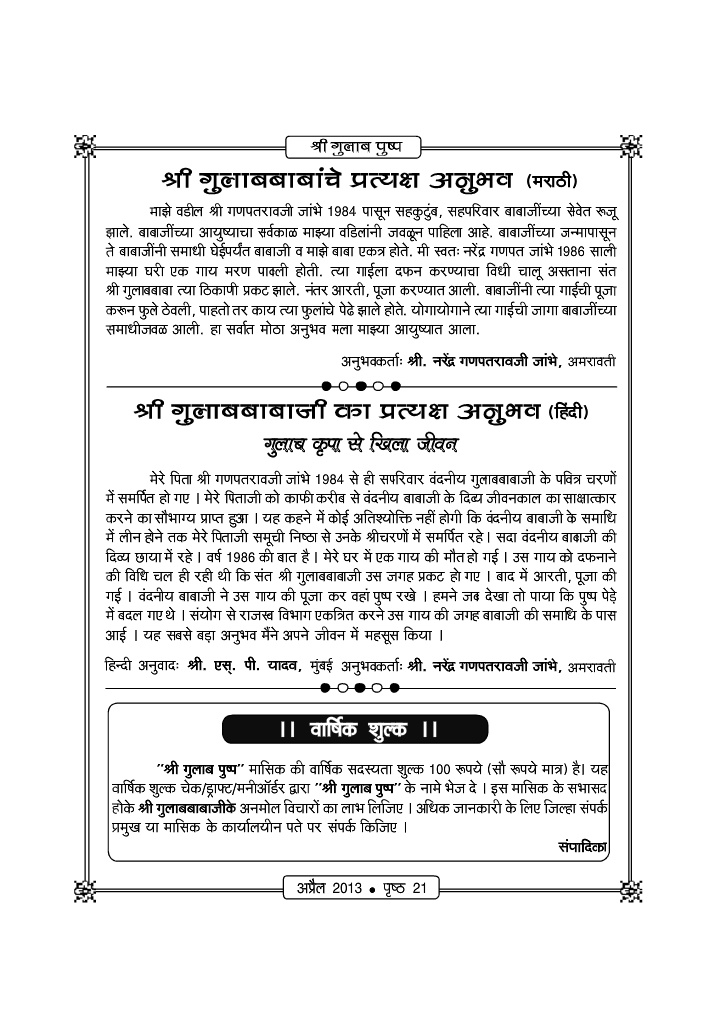 श्री गुलाब पुष्प
श्री गुलाबबाबांचे प्रत्यक्ष अनुभव (मराठी)
माझे वडील श्री गणपतरावजी जांभे 1984 पासून सहकुटुंब, सहपरिवार बाबाजींच्या सेवेत रूजू
झाले. बाबाजींच्या आयुष्याचा सर्वकाळ माझ्या वडिलांनी जवळून पाहिला आहे. बाबाजींच्या जन्मापासून
ते बाबाजींनी समाधी घेईपर्यंत बाबाजी व माझे बाबा एकत्र होते. मी स्वतः नरेंद्र गणपत जांभे 1986 साली
माझ्या घरी एक गाय मरण पावली होती. त्या गाईला दफन करण्याचा विधी चालू असताना संत
श्री गुलाबबाबा त्या ठिकाणी प्रकट झाले. नंतर आरती, पूजा करण्यात आली. बाबाजींनी त्या गाईची पूजा
करून फुले ठेवली, पाहतो तर काय त्या फुलांचे पेढे झाले होते. योगायोगाने त्या गाईची जागा बाबाजींच्या
समाधीजवळ आली. हा सर्वात मोठा अनुभव मला माझ्या आयुष्यात आला.
अनुभवकर्ताः श्री. नरेंद्र गणपतरावजी जांभे, अमरावती
श्री गुलाबबाबाजी का प्रत्यक्ष अनुभव (हिंदी)
गुलाब कृपा से खिला जीवन
मेरे पिता श्री गणपतरावजी जांभे 1984 से ही सपरिवार वंदनीय गुलाबबाबाजी के पवित्र चरणों
में समर्पित हो गए । मेरे पिताजी को काफी करीब से वंदनीय बाबाजी के दिव्य जीवनकाल का साक्षात्कार
करने का सौभाग्य प्राप्त हुआ । यह कहने में कोई अतिश्योक्ति नहीं होगी कि वंदनीय बाबाजी के समाधि
में लीन होने तक मेरे पिताजी समूची निष्ठा से उनके श्रीचरणों में समर्पित रहे । सदा वंदनीय बाबाजी की
दिव्य छाया में रहे । वर्ष 1986 की बात है । मेरे घर में एक गाय की मौत हो गई । उस गाय को दफनाने
की विधि चल ही रही थी कि संत श्री गुलाबबाबाजी उस जगह प्रकट हो गए । बाद में आरती, पूजा की
गई । वंदनीय बाबाजी ने उस गाय की पूजा कर वहां पुष्प रखे । हमने जब देखा तो पाया कि पुष्प पेड़े
में बदल गए थे । संयोग से राजस्व विभाग एकत्रित करने उस गाय की जगह बाबाजी की समाधि के पास
आई । यह सबसे बड़ा अनुभव मैंने अपने जीवन में महसूस किया ।
हिन्दी अनुवादः श्री. एस्. पी. यादव, मुंबई अनुभवकर्ताः श्री. नरेंद्र गणपतरावजी जांभे, अमरावती
।। वार्षिक शुल्क ।।
"श्री गुलाब पुष्प" मासिक की वार्षिक सदस्यता शुल्क 100 रूपये (सौ रूपये मात्र) है। यह
वार्षिक शुल्क चेक/ड्राफ्ट/मनीऑर्डर द्वारा "श्री गुलाब पुष्प" के नामे भेज दे । इस मासिक के सभासद
होके श्री गुलाबबाबाजीके अनमोल विचारों का लाभ लिजिए । अधिक जानकारी के लिए जिल्हा संपर्क
प्रमुख या मासिक के कार्यालयीन पते पर संपर्क किजिए ।
संपादिका
अप्रैल 2013 ● पृष्ठ 21